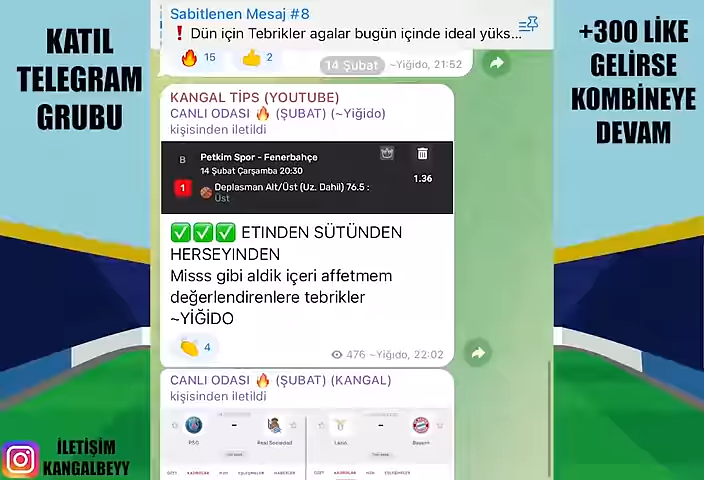 KATIL
TELEGRAM
GRUBU
+300 LİKE
GELİRSE
KOMBİNEYE
DEVAM
Sabitlenen Mesaj #8
❗ Dün için Tebrikler agalar bugün içinde ideal yüks...
🔥 15 👍 2
14 Şubat
~Yiğido, 21:52
KANGAL TİPS (YOUTUBE)
CANLI ODASI 🔥 (ŞUBAT) (~Yiğido)
kişisinden iletildi
B Petkim Spor - Fenerbahçe
14 Şubat Çarşamba 20:30
1 Deplasman Alt/Üst (Uz. Dahil) 76.5 :
Üst
1.36
✅✅✅ ETINDEN SÜTÜNDEN
HERSEYINDEN
Misss gibi aldik içeri affetmem
değerlendirenlere tebrikler
~YİĞİDO
👏 4
476 ~Yiğido, 22:02
CANLI ODASI 🔥 (ŞUBAT) (KANGAL)
kişisinden iletildi
PSG - Real Sociedad
Lazio - Bayern
İLETİŞİM
KANGALBEYY